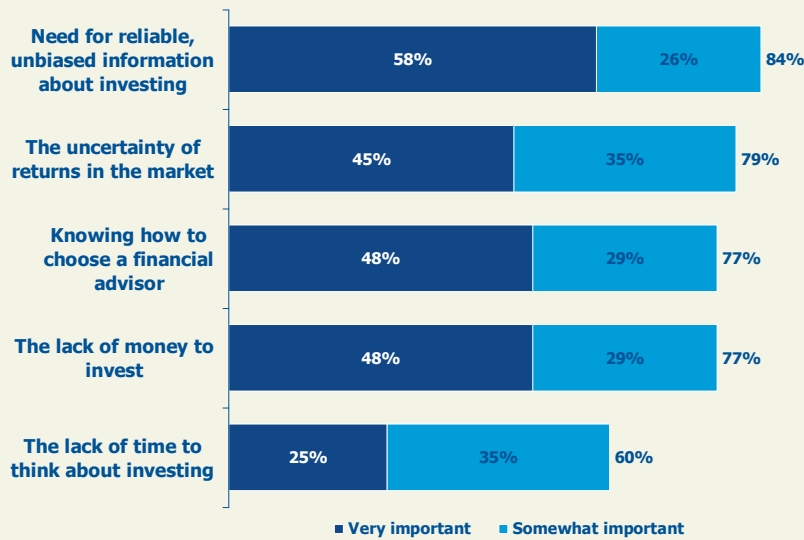 Need for reliable,
unbiased information
about investing
58%
26%
84%
The uncertainty of
returns in the market
45%
35%
79%
Knowing how to
choose a financial
advisor
48%
29%
77%
The lack of money to
invest
48%
29%
77%
The lack of time to
think about investing
25%
35%
60%
Very important
Somewhat important